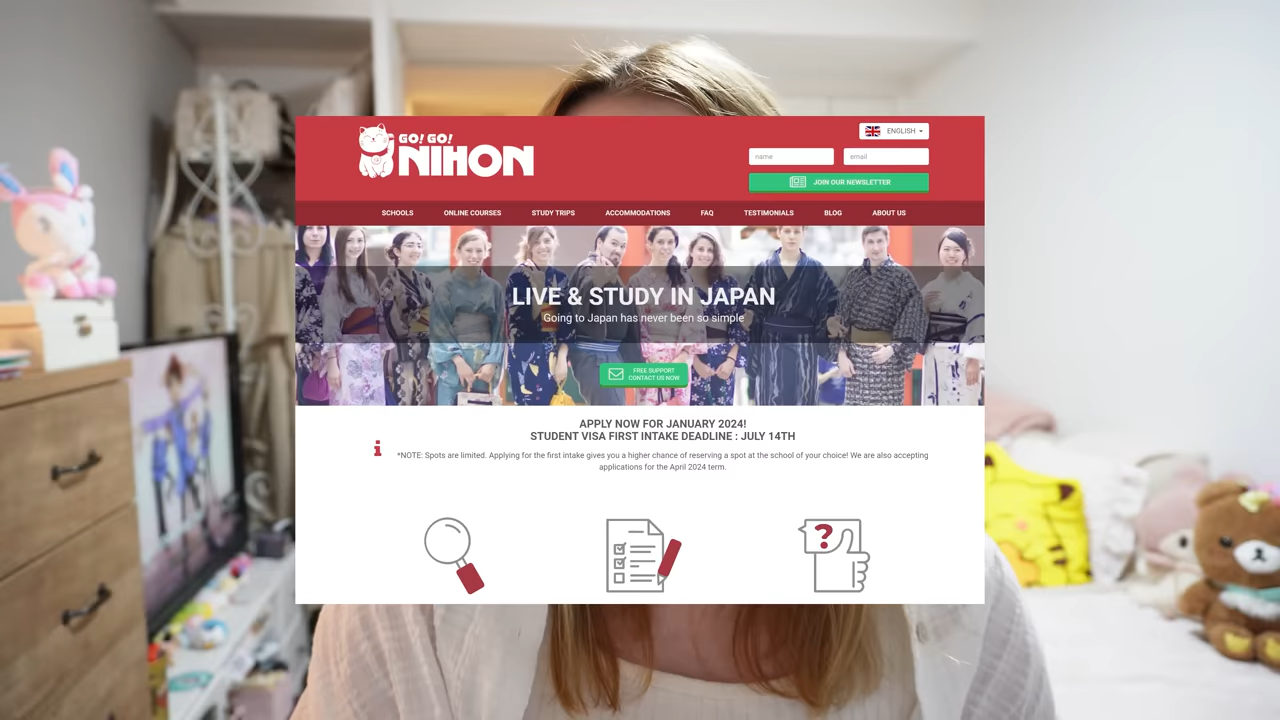 GO! GO!
NIHON
ENGLISH
name
email
JOIN OUR NEWSLETTER
SCHOOLS
ONLINE COURSES
STUDY TRIPS
ACCOMMODATIONS
FAQ
TESTIMONIALS
BLOG
ABOUT US
LIVE & STUDY IN JAPAN
Going to Japan has never been so simple
FREE SUPPORT
CONTACT US NOW
APPLY NOW FOR JANUARY 2024!
STUDENT VISA FIRST INTAKE DEADLINE : JULY 14TH
*NOTE: Spots are limited. Applying for the first intake gives you a higher chance of reserving a spot at the school of your choice! We are also accepting
applications for the April 2024 term.
?